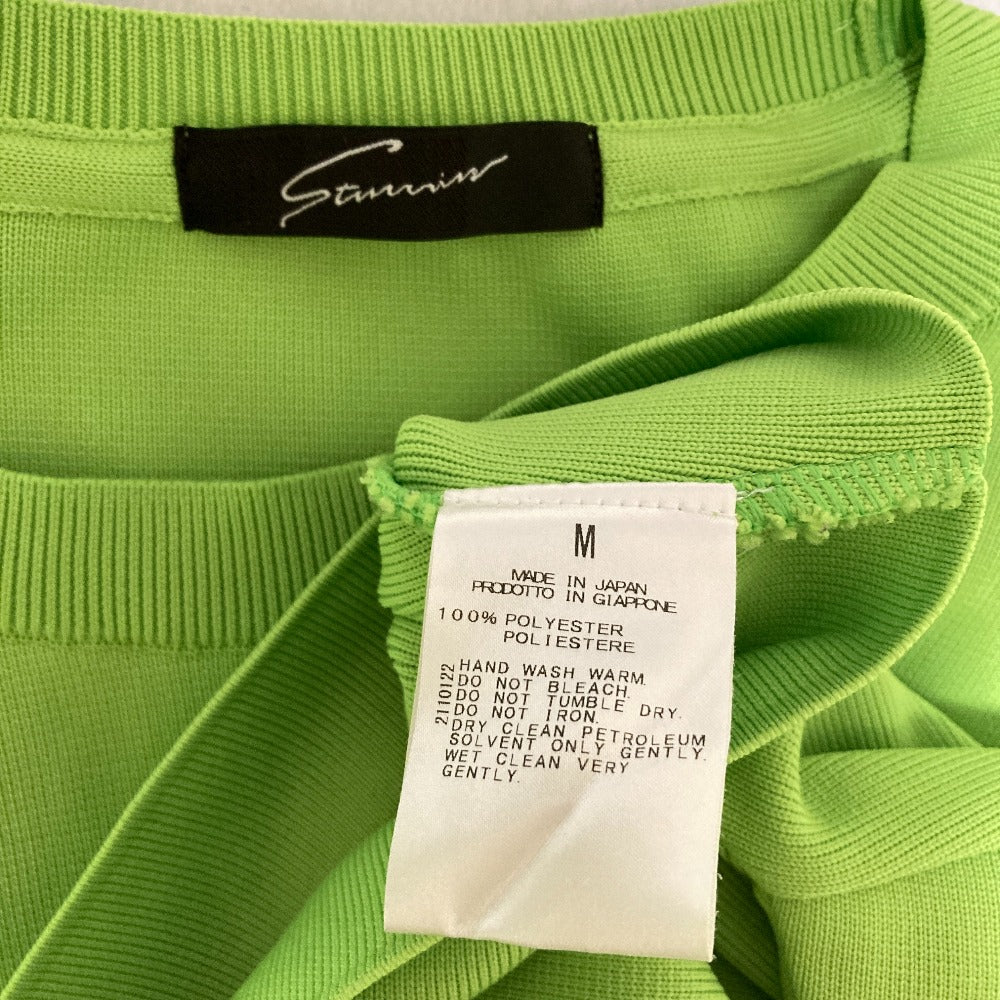 M
MADE IN JAPAN
PRODOTTO IN GIAPPONE
100% POLYESTER
POLIESTERE
2110122
HAND WASH WARM.
DO NOT BLEACH.
DO NOT TUMBLE DRY.
DO NOT IRON.
DRY CLEAN PETROLEUM
SOLVENT ONLY GENTLY.
WET CLEAN VERY
GENTLY.